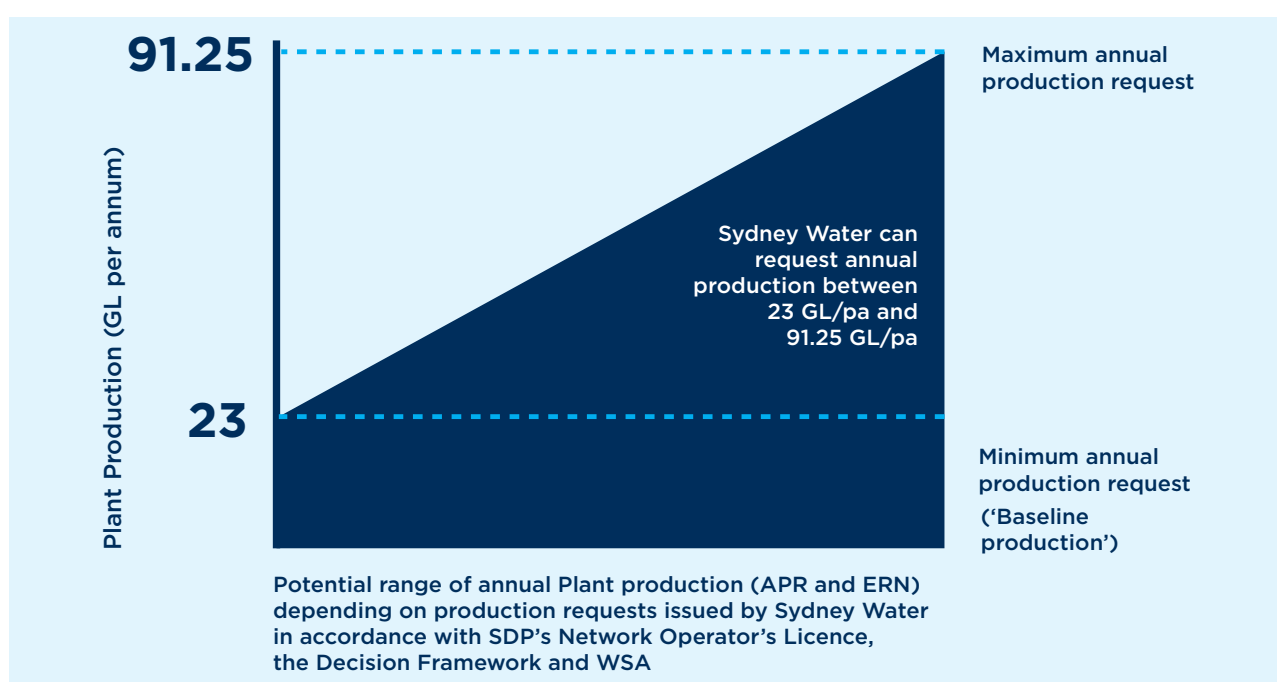 91.25
Maximum annual
production request
Plant Production (GL per annum)
Sydney Water can
request annual
production between
23 GL/pa and
91.25 GL/pa
23
Minimum annual
production request
(‘Baseline
production’)
Potential range of annual Plant production (APR and ERN)
depending on production requests issued by Sydney Water
in accordance with SDP’s Network Operator’s Licence,
the Decision Framework and WSA